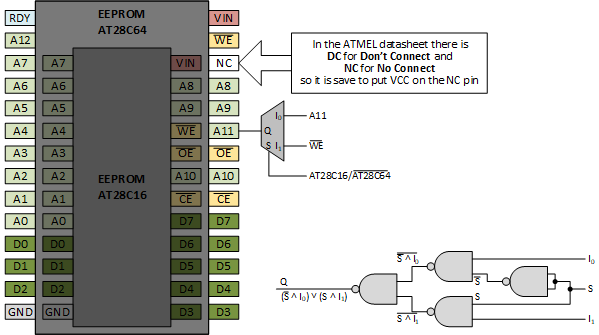 EEPROM
AT28C64
RDY VIN
A12 WE
A7 A7 VIN NC
A6 A6 A8 A8
A5 A5 A9 A9
A4 A4 WE A11
A3 A3 OE OE
A2 A2 A10 A10
A1 A1 CE CE
A0 A0 D7 D7
D0 D0 D6 D6
D1 D1 D5 D5
D2 D2 D4 D4
GND GND D3 D3
EEPROM
AT28C16
In the ATMEL datasheet there is
DC for Don't Connect and
NC for No Connect
so it is save to put VCC on the NC pin
I0 A11
Q
S I1 WE
AT28C16/AT28C64
S ∧ I0 I0
Q S S
(S ∧ I0) ∨ (S ∧ I1) S
S ∧ I1 I1